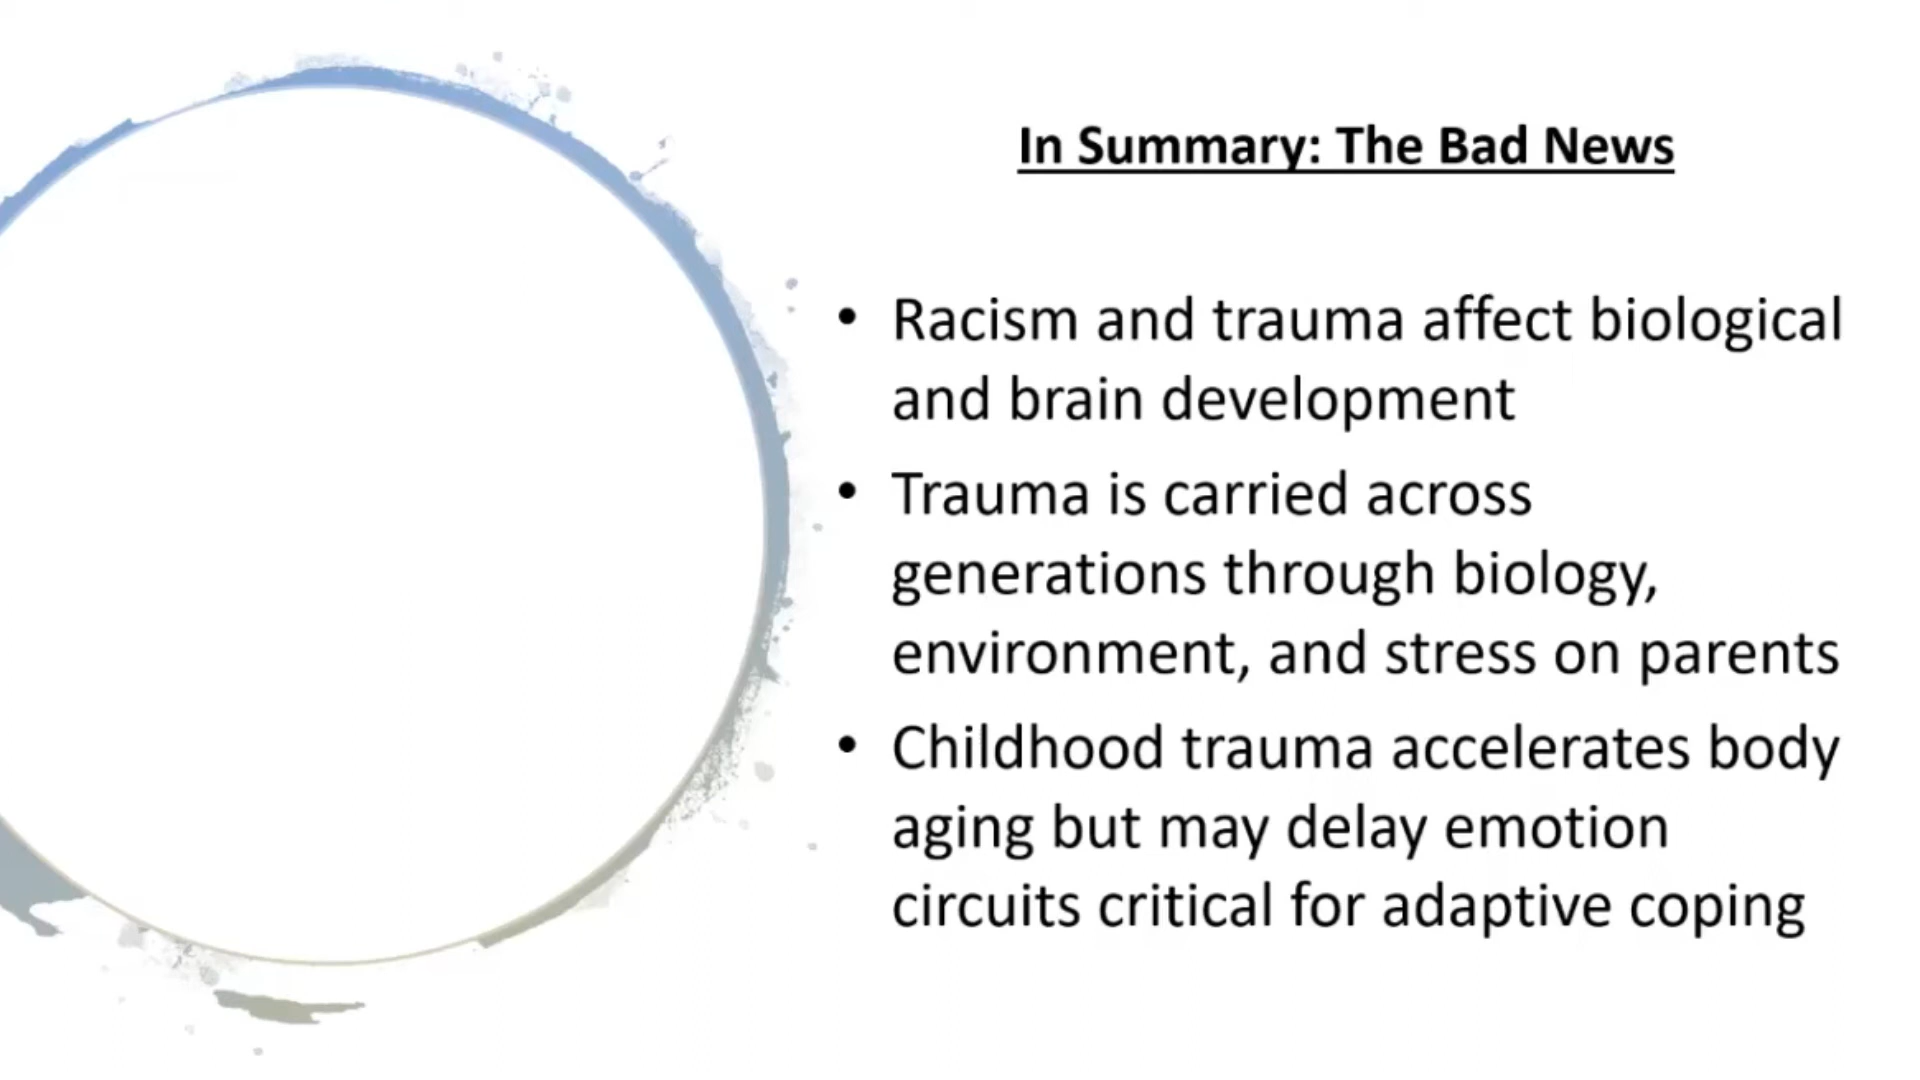 In Summary: The Bad News
• Racism and trauma affect biological
and brain development
• Trauma is carried across
generations through biology,
environment, and stress on parents
• Childhood trauma accelerates body
aging but may delay emotion
circuits critical for adaptive coping